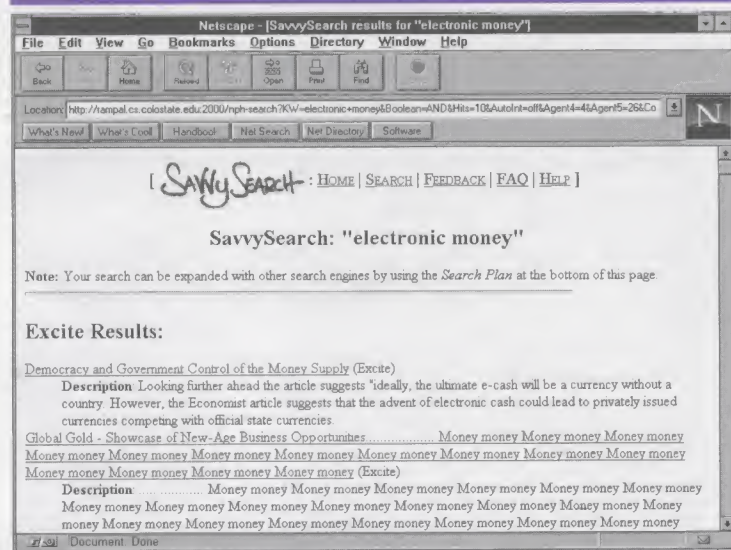 Netscape - [SavvySearch results for "electronic money"]
File Edit View Go Bookmarks Options Directory Window Help
Back Home Reload Open Print Find
Location: http://rampal.cs.colostate.edu:2000/nph-search?KW=electronic+money&Boolean=AND&Hits=10&AutoInt=off&Agent4=4&Agent5=26&Co
N
What's New! What's Cool! Handbook Net Search Net Directory Software
[ SavvySearch : HOME | SEARCH | FEEDBACK | FAQ | HELP ]
SavvySearch: "electronic money"
Note: Your search can be expanded with other search engines by using the Search Plan at the bottom of this page.
Excite Results:
Democracy and Government Control of the Money Supply (Excite)
Description: Looking further ahead the article suggests "ideally, the ultimate e-cash will be a currency without a
country. However, the Economist article suggests that the advent of electronic cash could lead to privately issued
currencies competing with official state currencies.
Global Gold - Showcase of New-Age Business Opportunities.................. Money money Money money Money money
Money money Money money Money money Money money Money money Money money Money money
Money money Money money Money money Money money (Excite)
Description: .................. Money money Money money Money money Money money Money money Money money
Money money Money money Money money Money money Money money Money money Money money
money Money money Money money Money money Money money Money money Money money
Document: Done